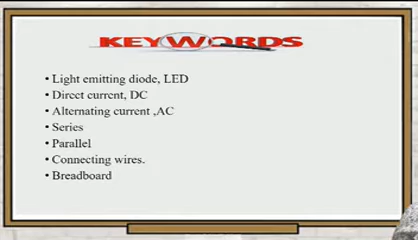 KEYWORDS
• Light emitting diode, LED
• Direct current, DC
• Alternating current ,AC
• Series
• Parallel
• Connecting wires.
• Breadboard